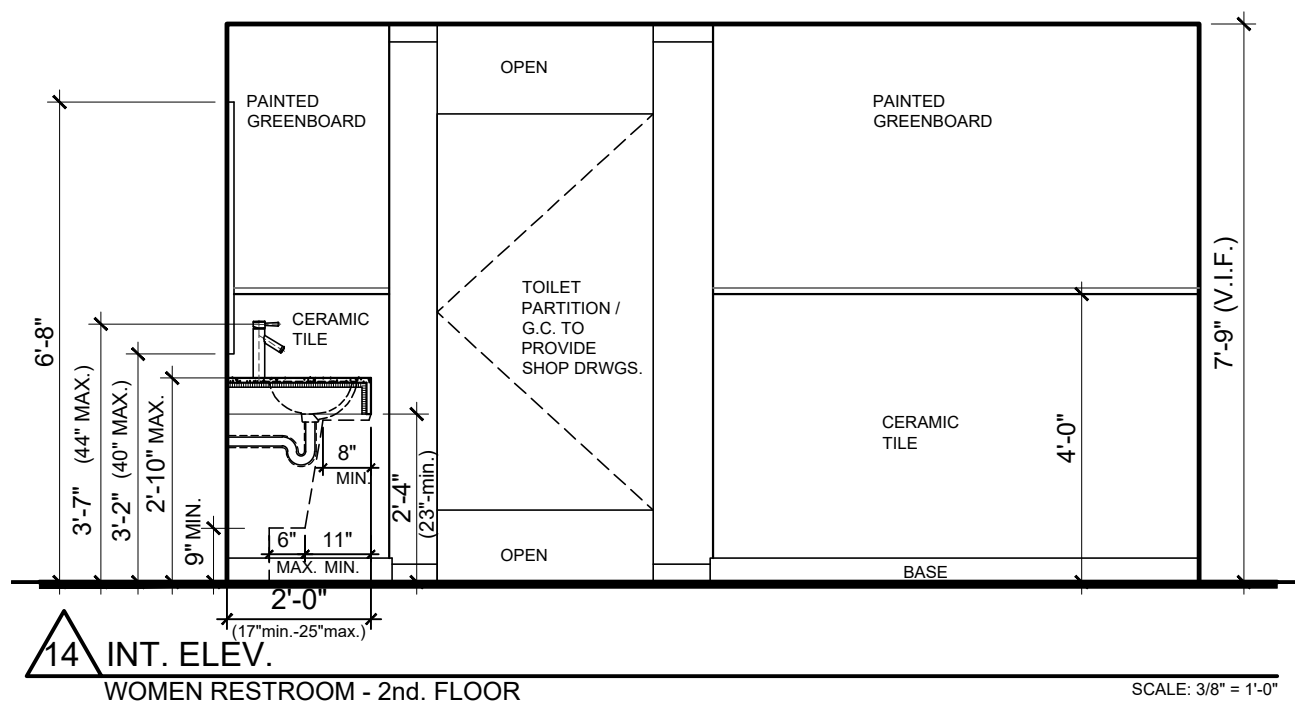 OPEN
PAINTED
GREENBOARD
PAINTED
GREENBOARD
6'-8"
3'-7" (44" MAX.)
3'-2" (40" MAX.)
2'-10" MAX.
9" MIN.
CERAMIC
TILE
TOILET
PARTITION /
G.C. TO
PROVIDE
SHOP DRWGS.
8"
MIN.
2'-4"
(23"-min.)
6" 11"
MAX. MIN.
2'-0"
(17"min.-25"max.)
OPEN
CERAMIC
TILE
4'-0"
7'-9" (V.I.F.)
BASE
14 INT. ELEV.
WOMEN RESTROOM - 2nd. FLOOR
SCALE: 3/8" = 1'-0"